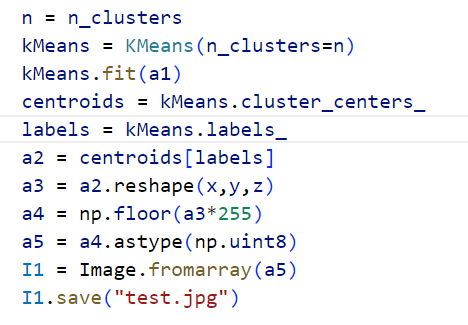 n = n_clusters
kMeans = KMeans(n_clusters=n)
kMeans.fit(a1)
centroids = kMeans.cluster_centers_
labels = kMeans.labels_
a2 = centroids[labels]
a3 = a2.reshape(x,y,z)
a4 = np.floor(a3*255)
a5 = a4.astype(np.uint8)
I1 = Image.fromarray(a5)
I1.save("test.jpg")